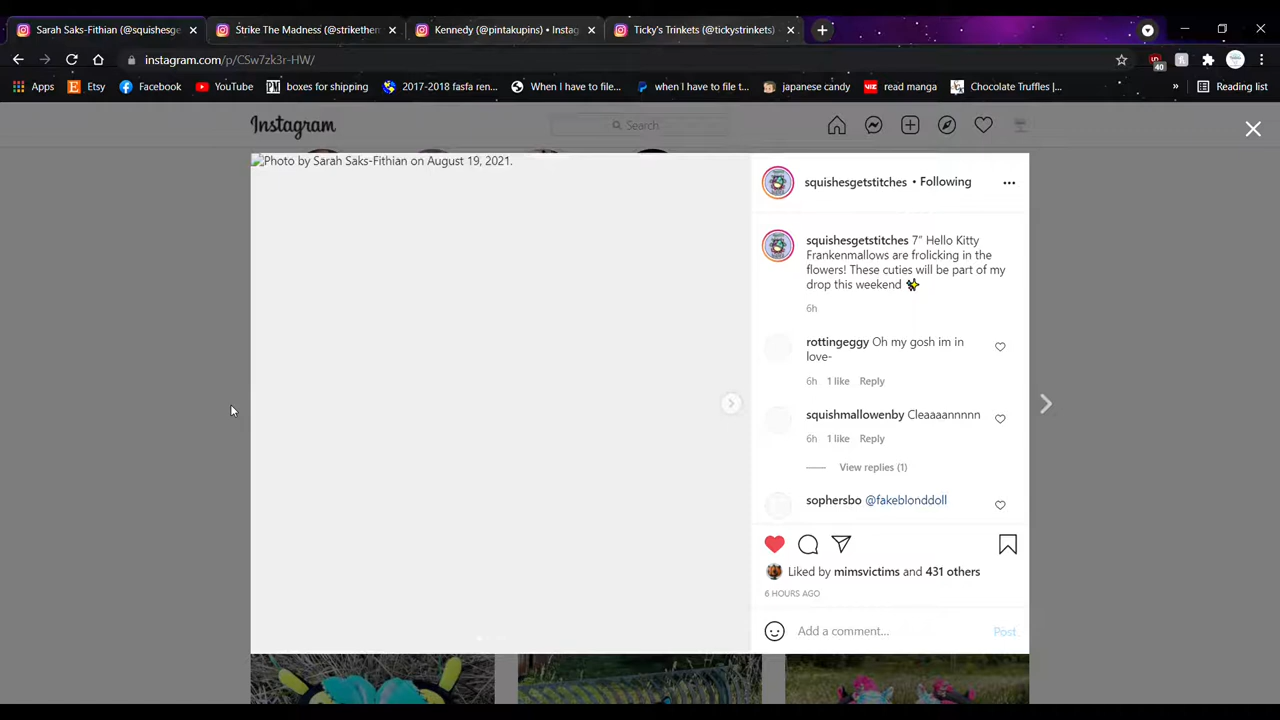 Sarah Saks-Fithian (@squishesge
Strike The Madness (@strikethem
Kennedy (@pintakupins) • Instag
Ticky's Trinkets (@tickystrinkets)
instagram.com/p/CSw7zk3r-HW/
40
Apps
Etsy
Facebook
YouTube
boxes for shipping
2017-2018 fasfa ren...
When I have to file...
when I have to file t...
japanese candy
read manga
Chocolate Truffles |...
»
Reading list
Instagram
Search
Photo by Sarah Saks-Fithian on August 19, 2021.
squishesgetstitches • Following
squishesgetstitches 7” Hello Kitty
Frankenmallows are frolicking in the
flowers! These cuties will be part of my
drop this weekend ✨
6h
rottingeggy Oh my gosh im in
love-
6h 1 like Reply
squishmallowenby Cleaaaannnnn
6h 1 like Reply
View replies (1)
sophersbo @fakeblonddoll
Liked by mimsvictims and 431 others
6 HOURS AGO
Add a comment...
Post